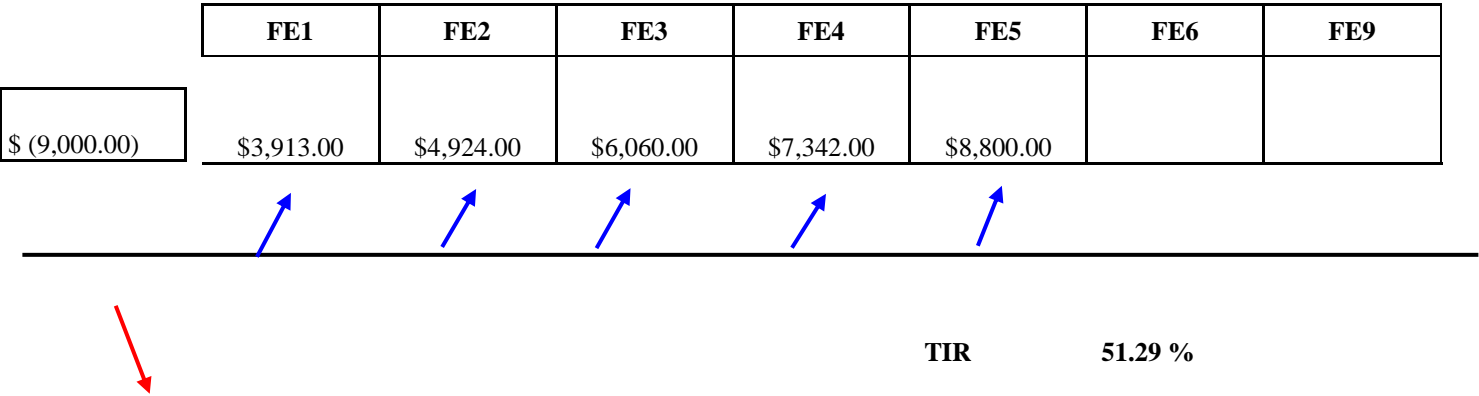 FE1 FE2 FE3 FE4 FE5 FE6 FE9
$ (9,000.00) $3,913.00 $4,924.00 $6,060.00 $7,342.00 $8,800.00
TIR 51.29 %